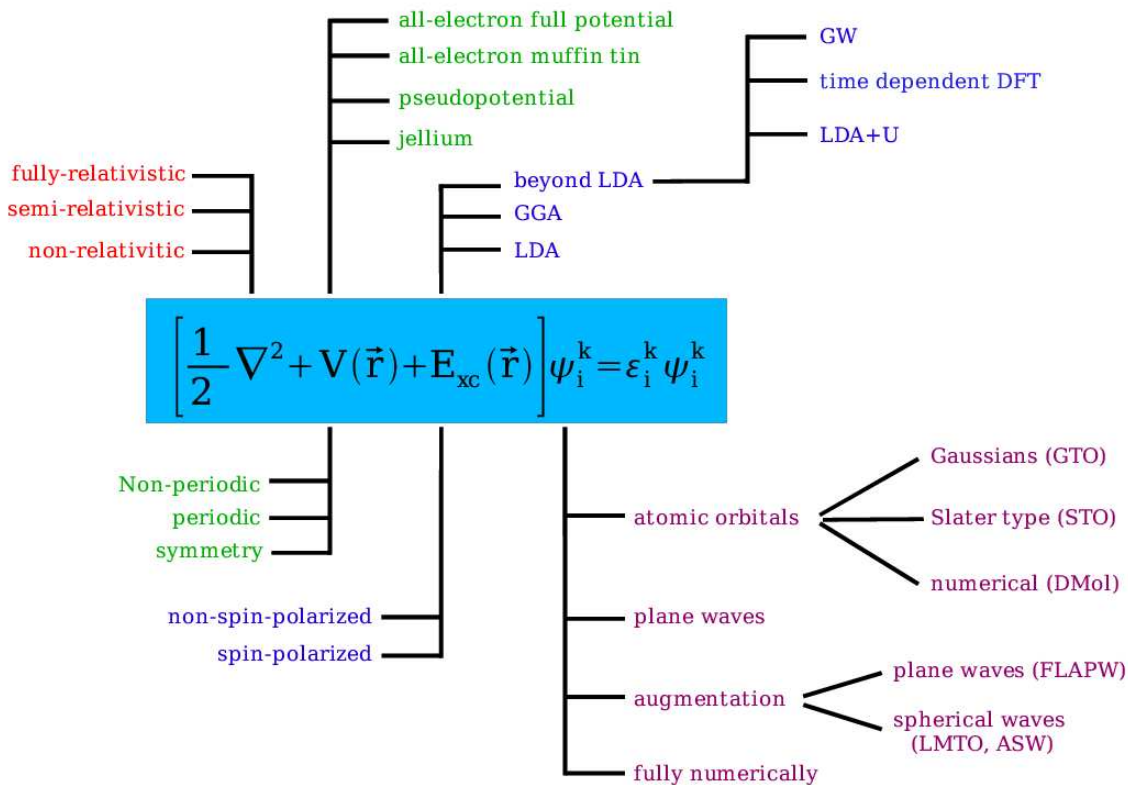 all-electron full potential
all-electron muffin tin
pseudopotential
jellium
GW
time dependent DFT
LDA+U
fully-relativistic
semi-relativistic
non-relativitic
beyond LDA
GGA
LDA
[1/2 ∇² + V(r⃗) + E_xc(r⃗)] ψ_i^k = ε_i^k ψ_i^k
Non-periodic
periodic
symmetry
non-spin-polarized
spin-polarized
atomic orbitals
Gaussians (GTO)
Slater type (STO)
numerical (DMol)
plane waves
augmentation
plane waves (FLAPW)
spherical waves
(LMTO, ASW)
fully numerically